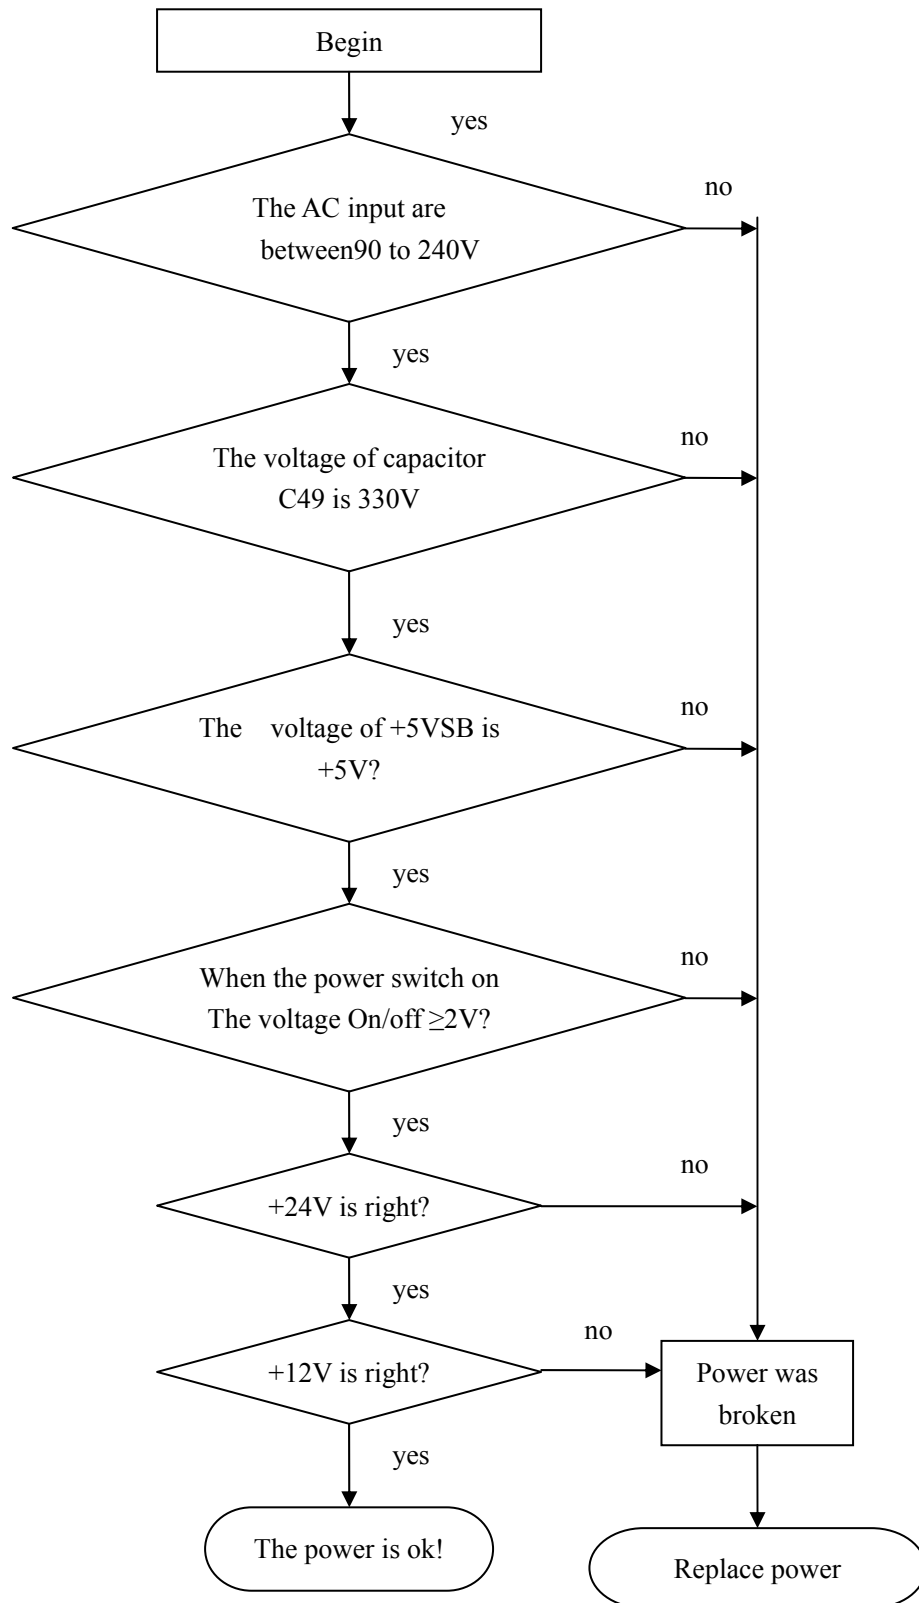 Begin
yes
The AC input are
between90 to 240V
no
yes
The voltage of capacitor
C49 is 330V
no
yes
The voltage of +5VSB is
+5V?
no
yes
When the power switch on
The voltage On/off ≥2V?
no
yes
+24V is right?
no
yes
+12V is right?
no
Power was
broken
yes
The power is ok!
Replace power